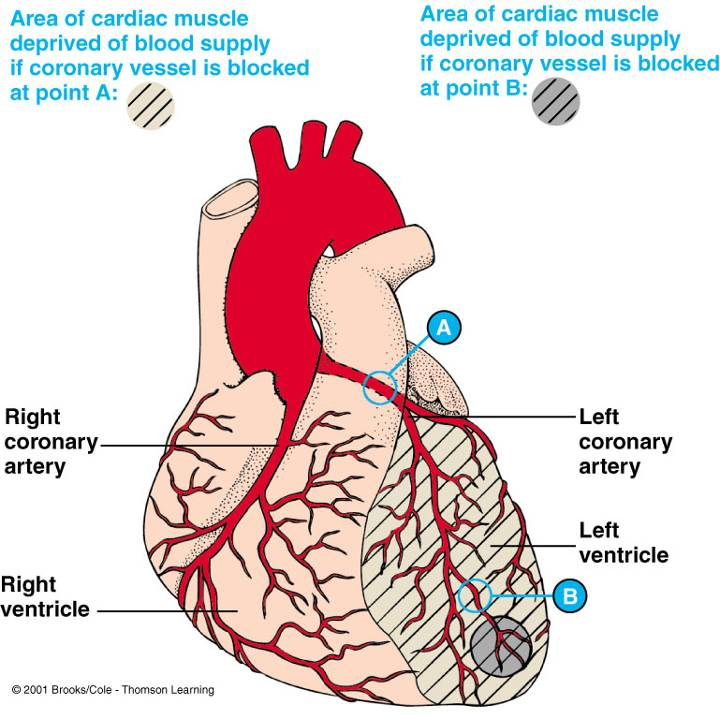 Area of cardiac muscle
deprived of blood supply
if coronary vessel is blocked
at point A:
Area of cardiac muscle
deprived of blood supply
if coronary vessel is blocked
at point B:
A
Right
coronary
artery
Left
coronary
artery
Left
ventricle
B
Right
ventricle
© 2001 Brooks/Cole - Thomson Learning